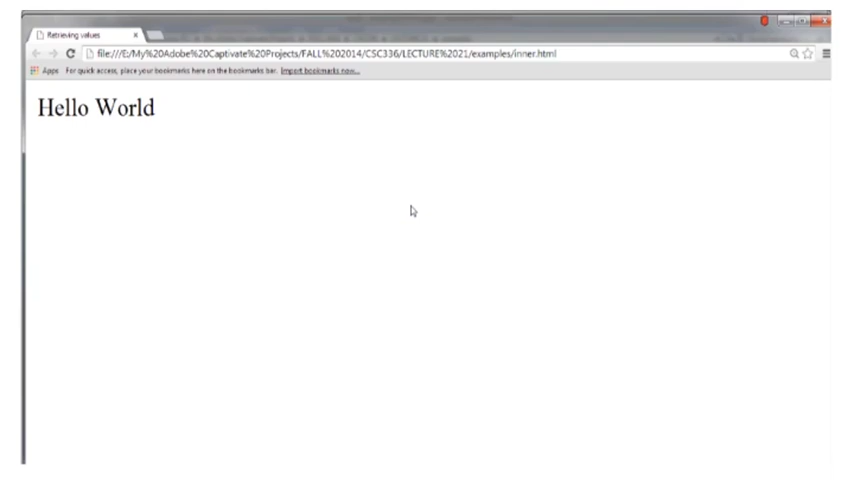 Retrieving values
file:///E:/My%20Adobe%20Captivate%20Projects/FALL%202014/CSC336/LECTURE%2021/examples/inner.html
Apps For quick access, place your bookmarks here on the bookmarks bar. Import bookmarks now...
Hello World